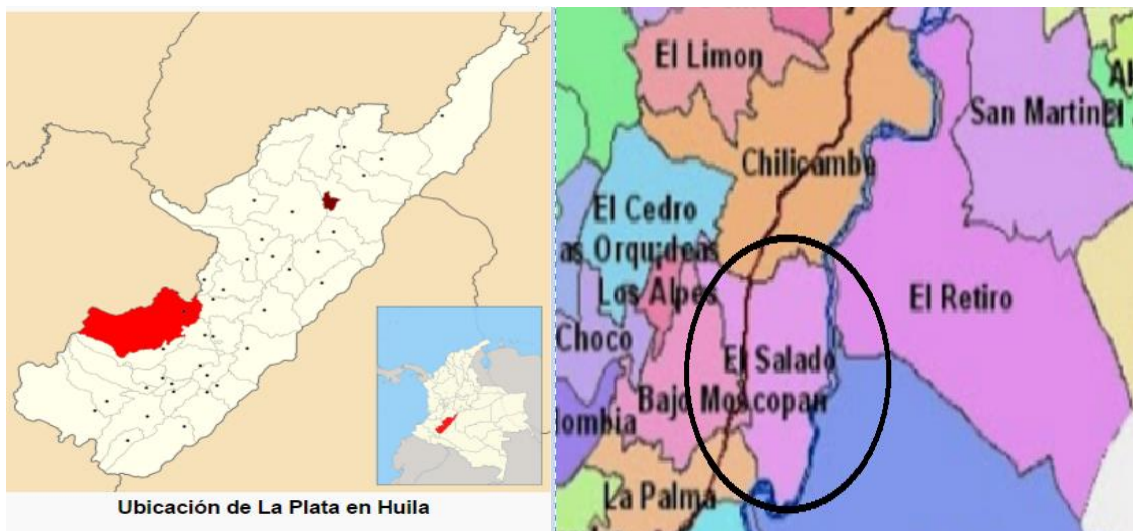 Ubicación de La Plata en Huila
El Limon
San Martin
Chilicambe
El Cedro
as Orquideas
Los Alpes
El Retiro
Choco
El Salado
Bajo Moscopan
lombia
La Palma